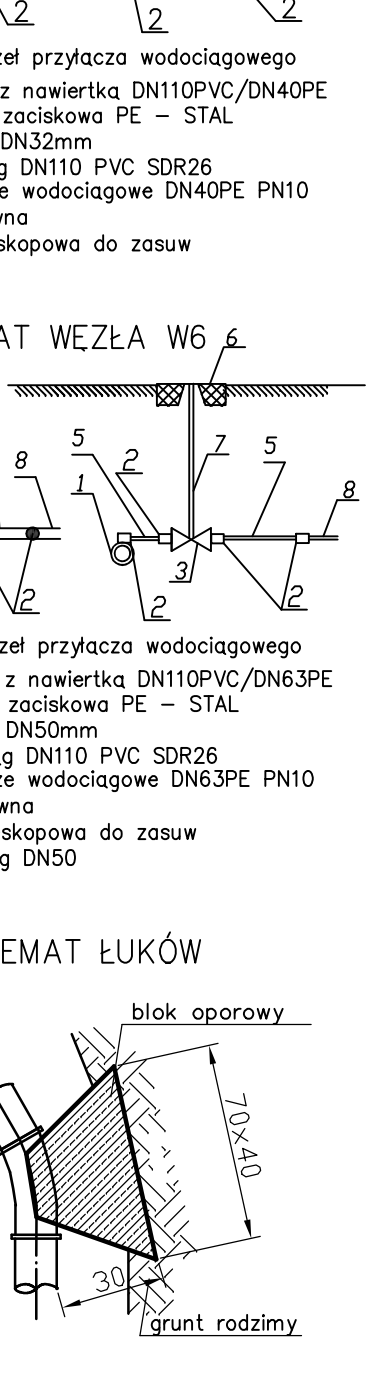 2 2 2
zeł przyłącza wodociągowego
z nawiertką DN110PVC/DN40PE
zaciskowa PE – STAL
DN32mm
g DN110 PVC SDR26
e wodociągowe DN40PE PN10
wna
skopowa do zasuw
AT WĘZŁA W6
6
5
2
7
5
8
1
8
3
2
2
2
zeł przyłącza wodociągowego
z nawiertką DN110PVC/DN63PE
zaciskowa PE – STAL
DN50mm
g DN110 PVC SDR26
ze wodociągowe DN63PE PN10
wna
skopowa do zasuw
g DN50
EMAT ŁUKÓW
blok oporowy
70x40
30
grunt rodzimy